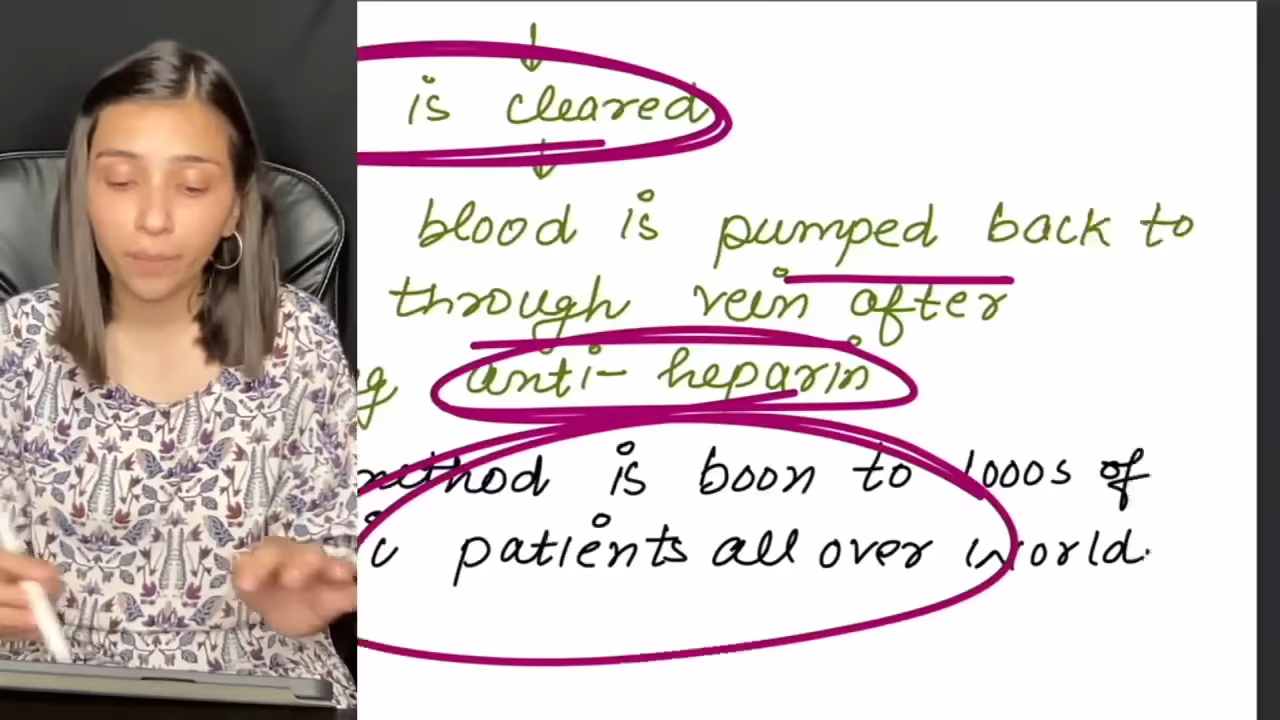 is cleared
blood is pumped back to
through vein after
anti-heparin
method is boon to 1000s of
patients all over world.